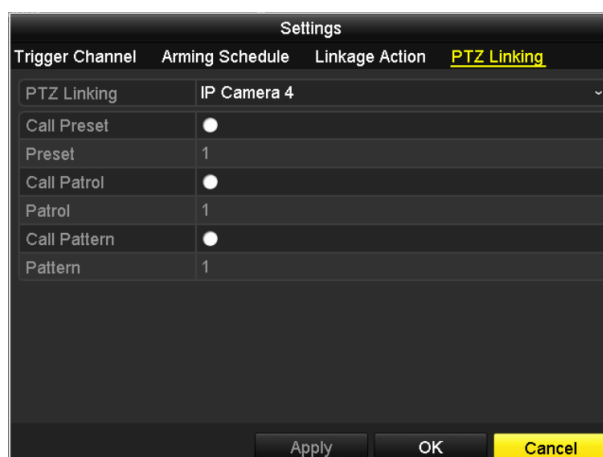 Settings
Trigger Channel Arming Schedule Linkage Action PTZ Linking
PTZ Linking IP Camera 4
Call Preset
Preset 1
Call Patrol
Patrol 1
Call Pattern
Pattern 1
Apply OK Cancel